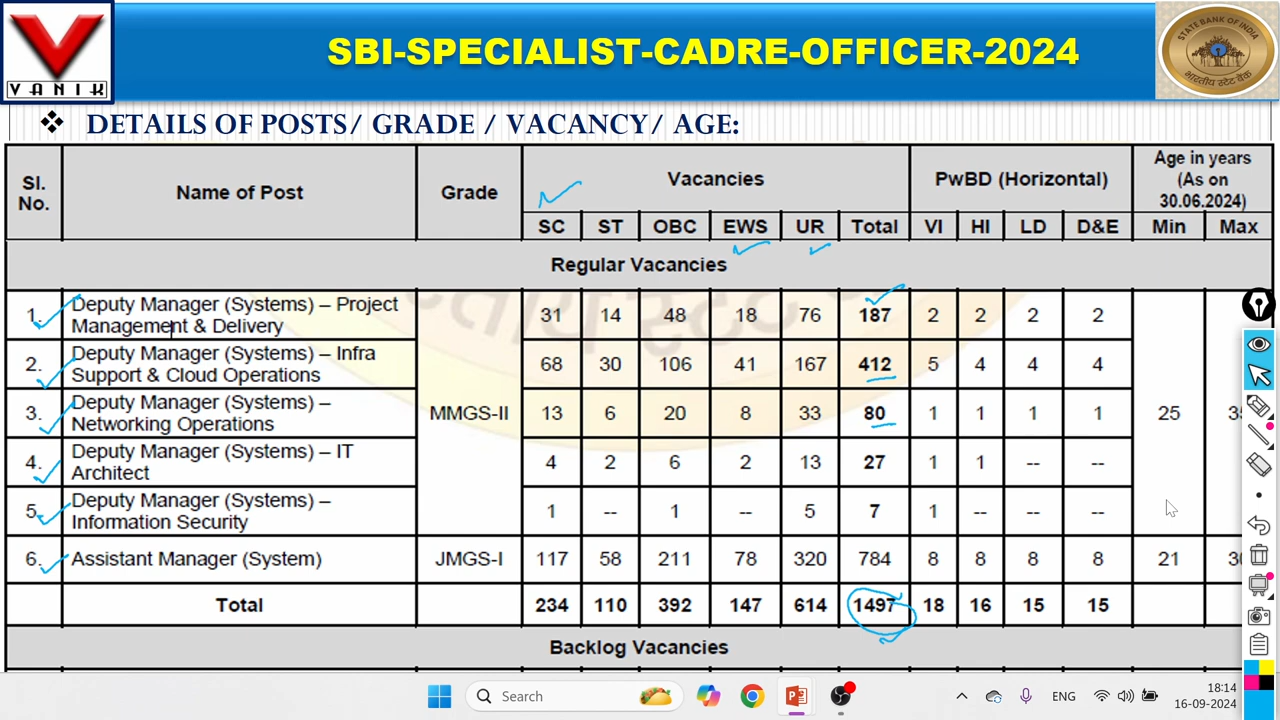 VANIK
SBI-SPECIALIST-CADRE-OFFICER-2024
STATE BANK OF INDIA
भारतीय स्टेट बैंक
❖ DETAILS OF POSTS/ GRADE / VACANCY/ AGE:
Sl. No. Name of Post Grade Vacancies PwBD (Horizontal) Age in years (As on 30.06.2024)
SC ST OBC EWS UR Total VI HI LD D&E Min Max
Regular Vacancies
1. Deputy Manager (Systems) – Project 31 14 48 18 76 187 2 2 2 2
Management & Delivery
2. Deputy Manager (Systems) – Infra 68 30 106 41 167 412 5 4 4 4
Support & Cloud Operations
3. Deputy Manager (Systems) – MMGS-II 13 6 20 8 33 80 1 1 1 1 25
Networking Operations
4. Deputy Manager (Systems) – IT 4 2 6 2 13 27 1 1 -- --
Architect
5. Deputy Manager (Systems) – 1 -- 1 5 7 1 -- -- --
Information Security
6. Assistant Manager (System) JMGS-I 117 58 211 78 320 784 8 8 8 8 21
Total 234 110 392 147 614 1497 18 16 15 15
Backlog Vacancies
Search
ENG
18:14
16-09-2024